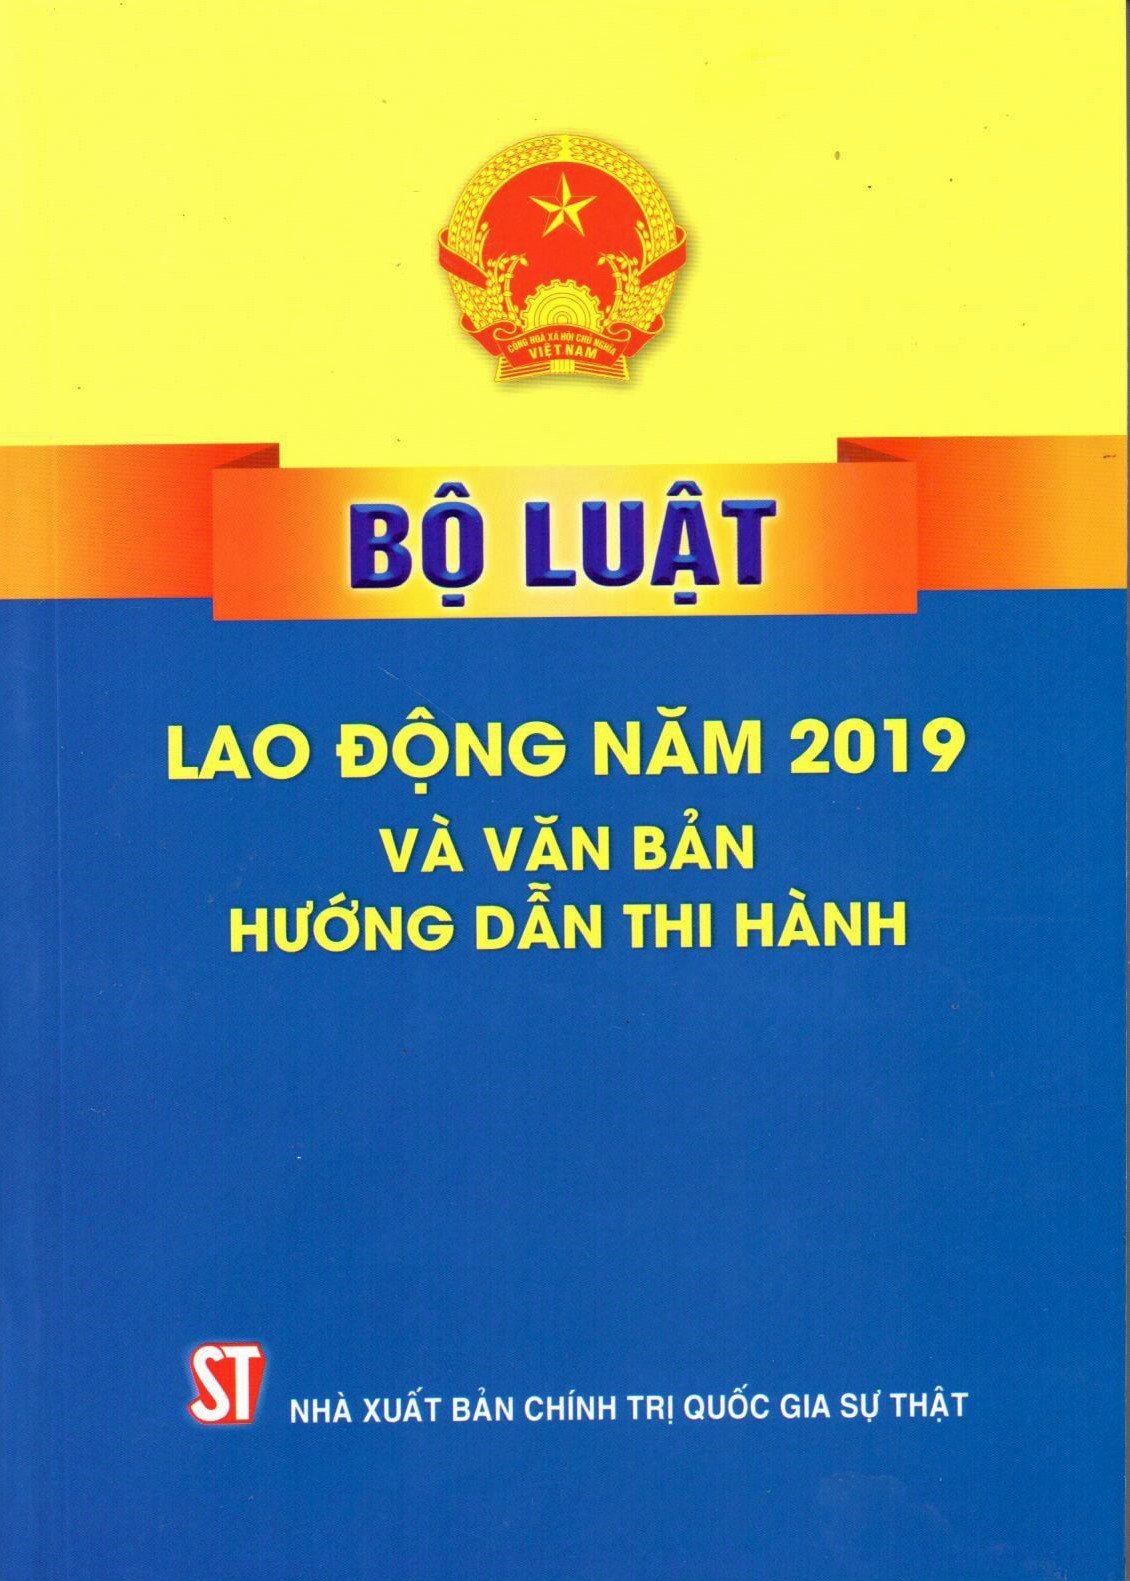 CỘNG HOÀ XÃ HỘI CHỦ NGHĨA
VIỆT NAM
BỘ LUẬT
LAO ĐỘNG NĂM 2019
VÀ VĂN BẢN
HƯỚNG DẪN THI HÀNH
ST
NHÀ XUẤT BẢN CHÍNH TRỊ QUỐC GIA SỰ THẬT